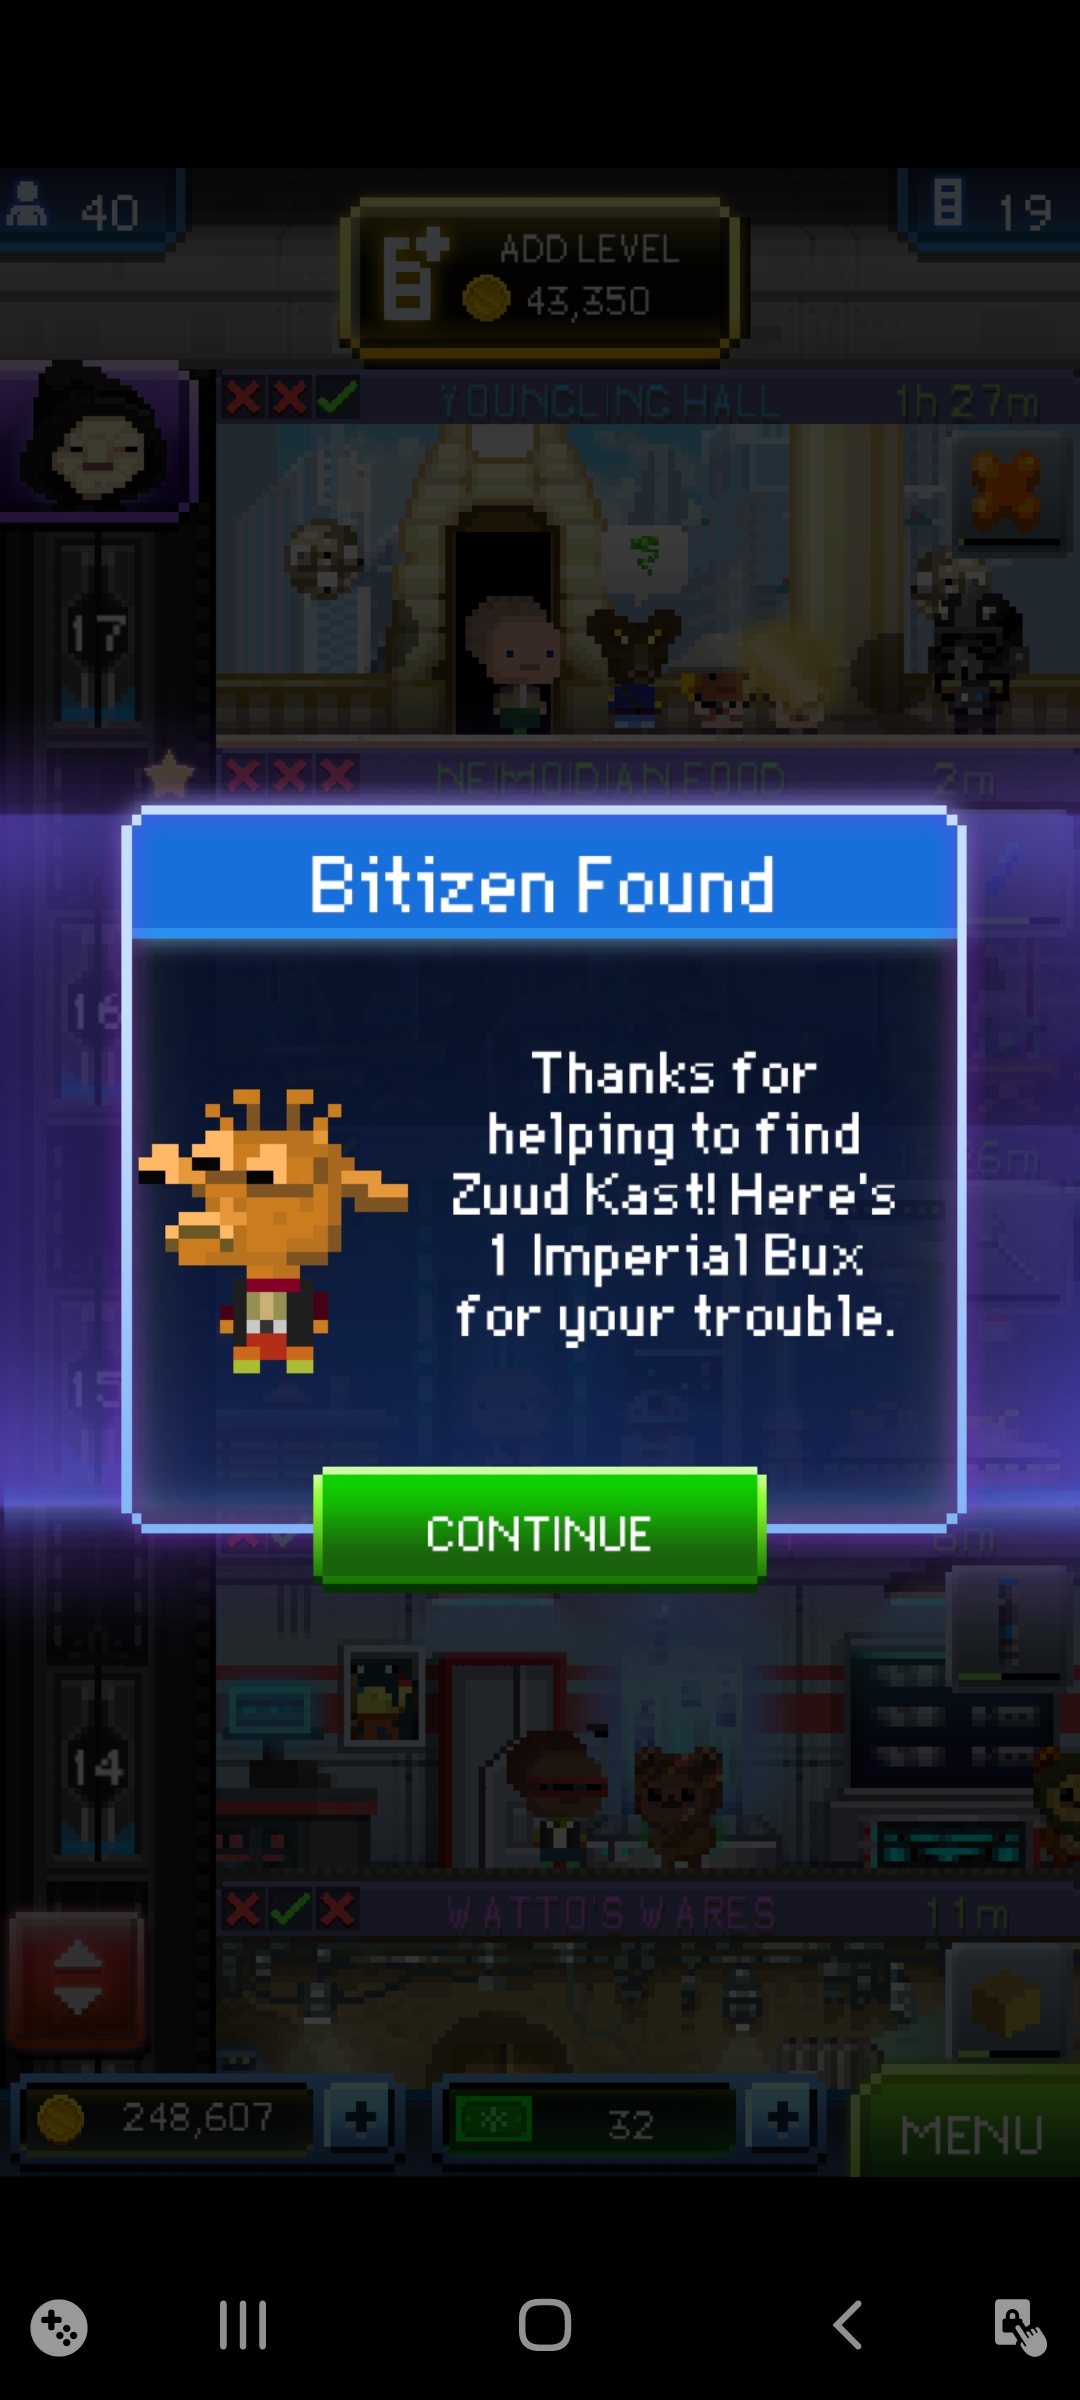 40
ADD LEVEL
43,350
19
YOUNGLING HALL
1h 27m
17
NEIMOIDIAN FOOD
2m
Bitizen Found
16
Thanks for
helping to find
Zuud Kast! Here's
1 Imperial Bux
for your trouble.
26m
15
CONTINUE
14
WATTO'S WARES
11m
248,607
32
MENU